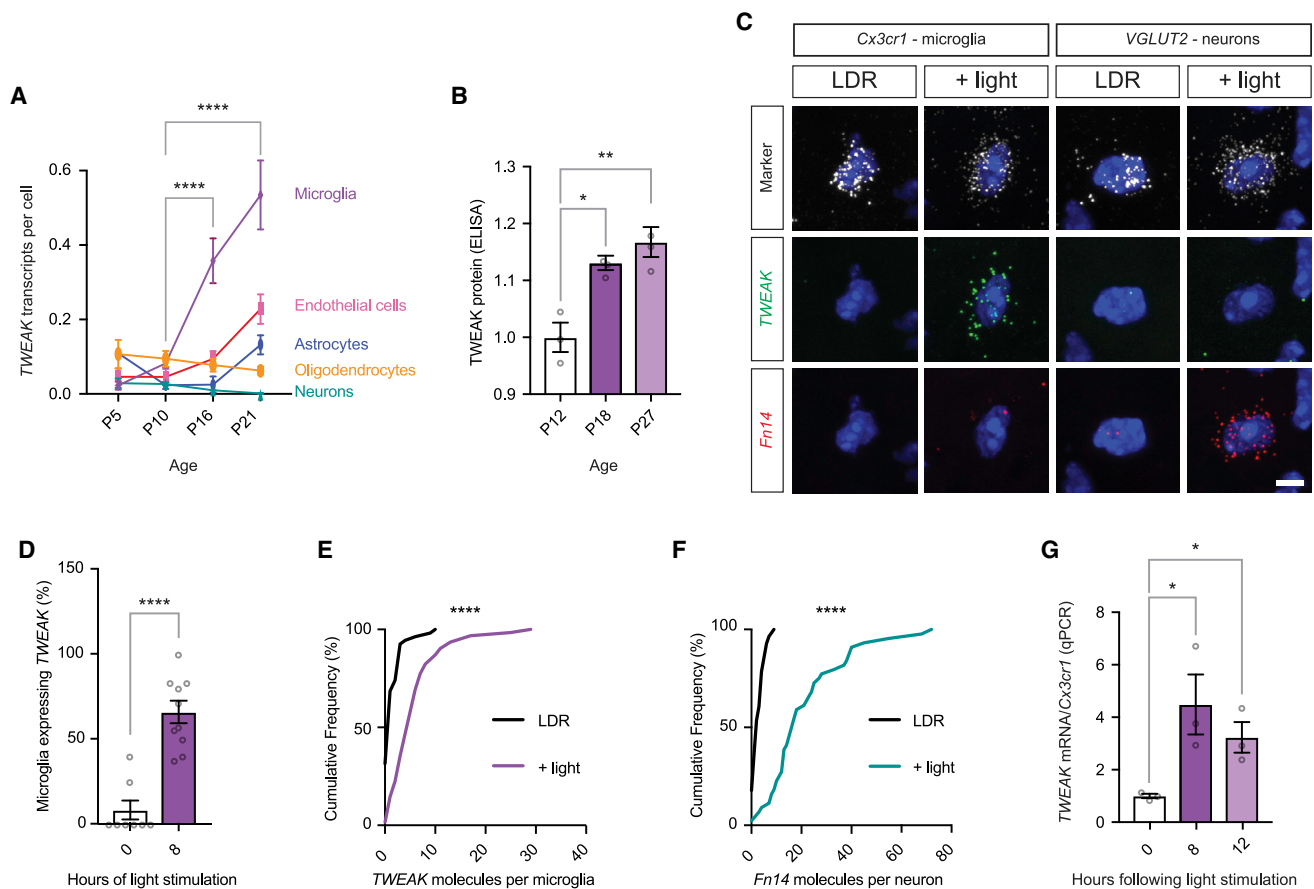 A
****
****
TWEAK transcripts per cell
0.6
0.4
0.2
0.0
P5
P10
P16
P21
Age
Microglia
Endothelial cells
Astrocytes
Oligodendrocytes
Neurons
B
**
*
TWEAK protein (ELISA)
1.3
1.2
1.1
1.0
0.9
P12
P18
P27
Age
C
Cx3cr1 - microglia
VGLUT2 - neurons
LDR
+ light
LDR
+ light
Marker
TWEAK
Fn14
D
****
Microglia expressing TWEAK (%)
150
100
50
0
0
8
Hours of light stimulation
E
****
Cumulative Frequency (%)
100
50
0
0
10
20
30
40
LDR
+ light
TWEAK molecules per microglia
F
****
Cumulative Frequency (%)
100
50
0
0
20
40
60
80
LDR
+ light
Fn14 molecules per neuron
G
*
*
TWEAK mRNA/Cx3cr1 (qPCR)
8
6
4
2
0
0
8
12
Hours following light stimulation